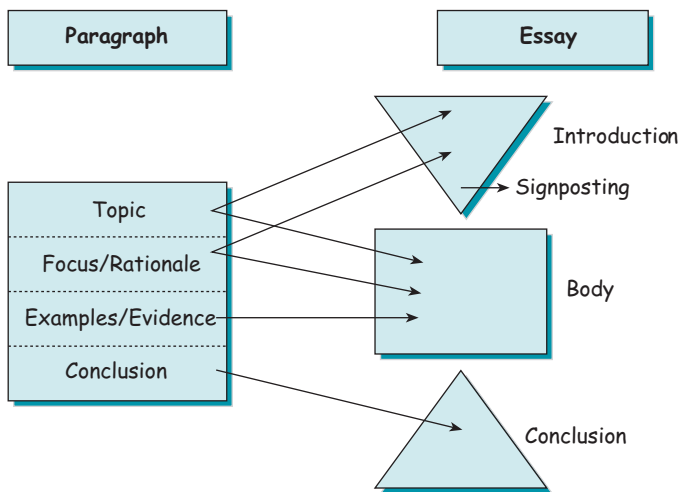 Paragraph
Essay
Introduction
Signposting
Topic
Focus/Rationale
Examples/Evidence
Conclusion
Body
Conclusion